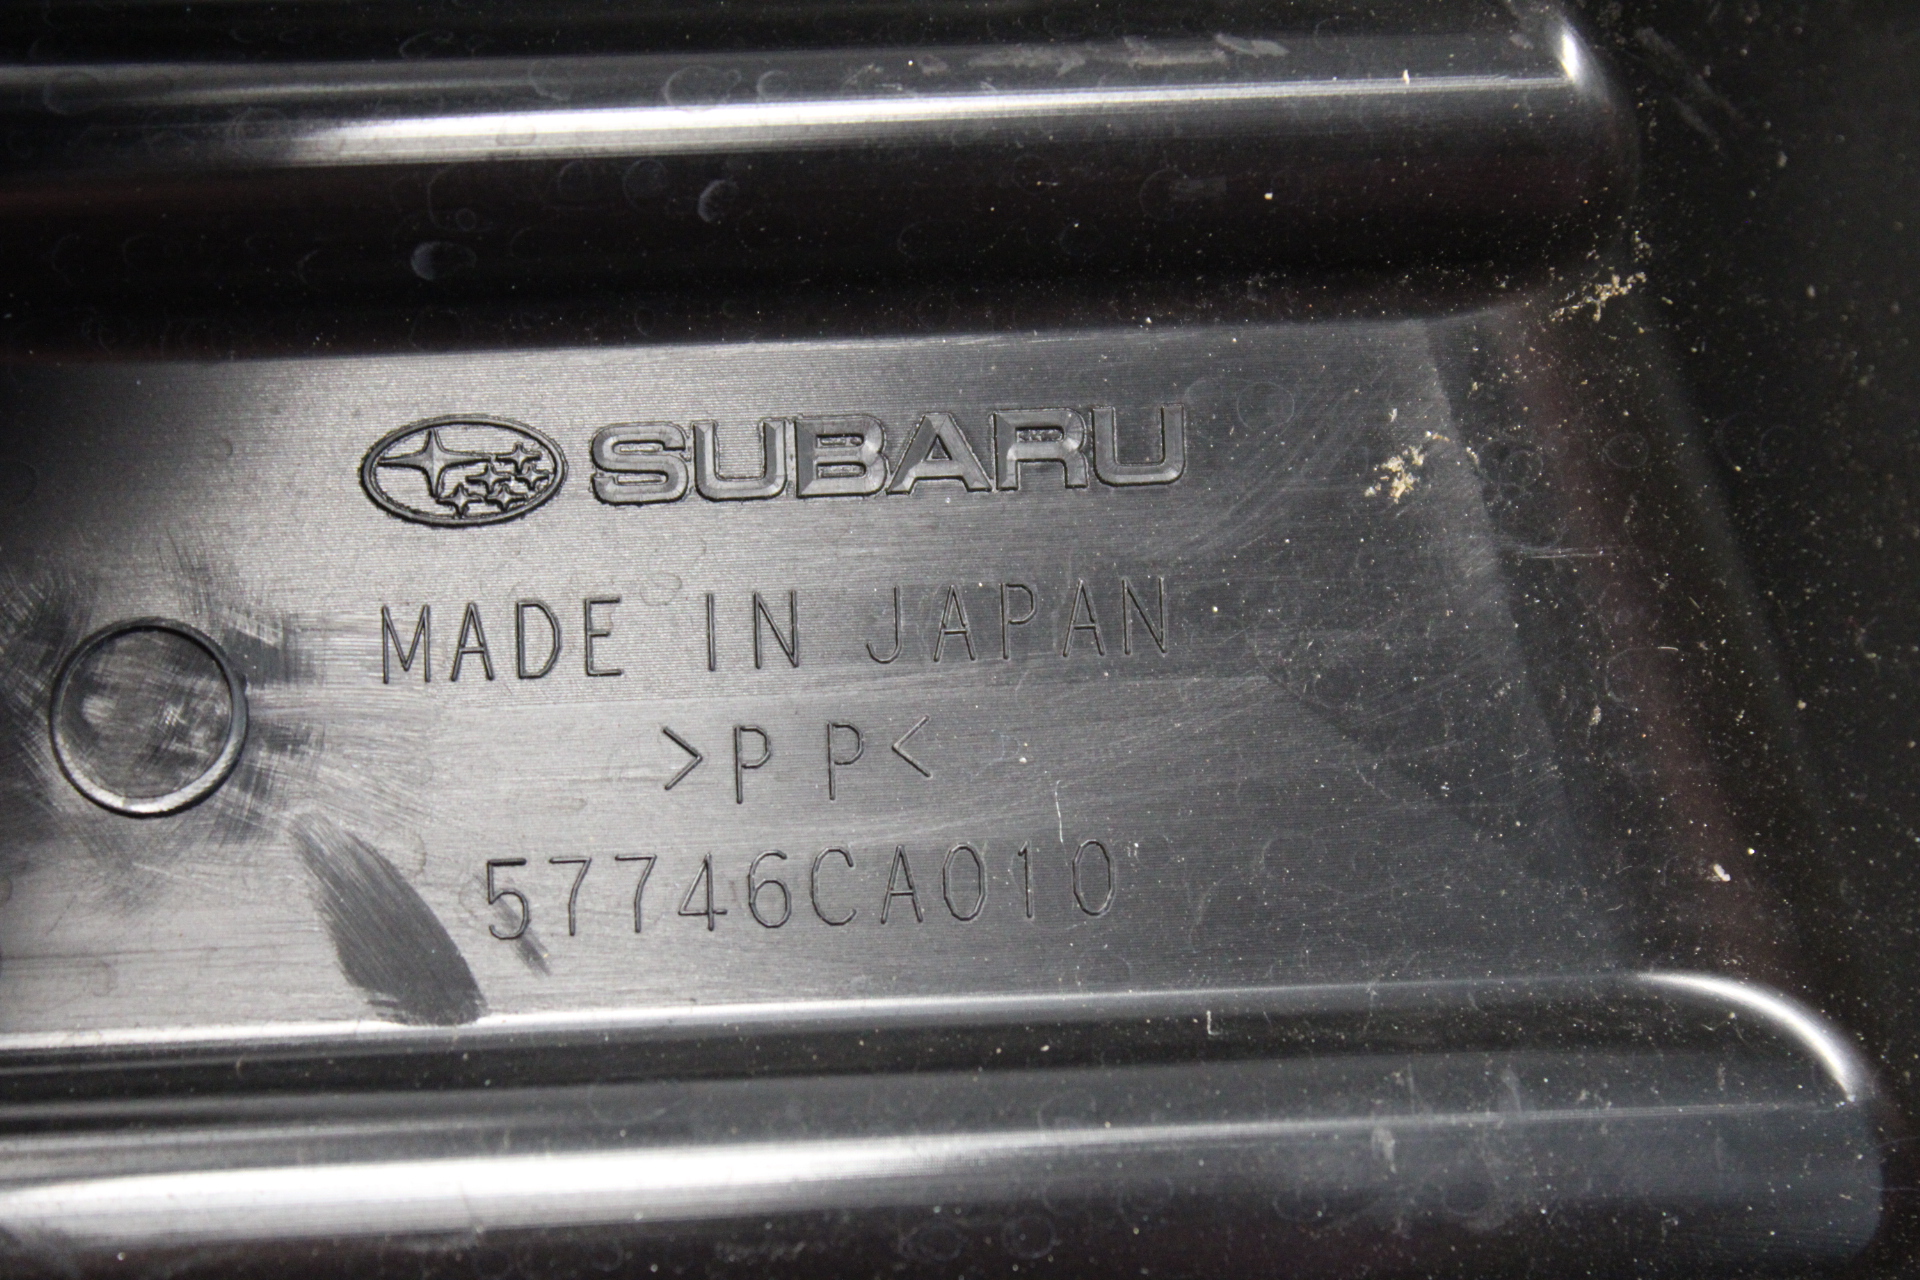 SUBARU
MADE IN JAPAN
>PP<
57746CA010